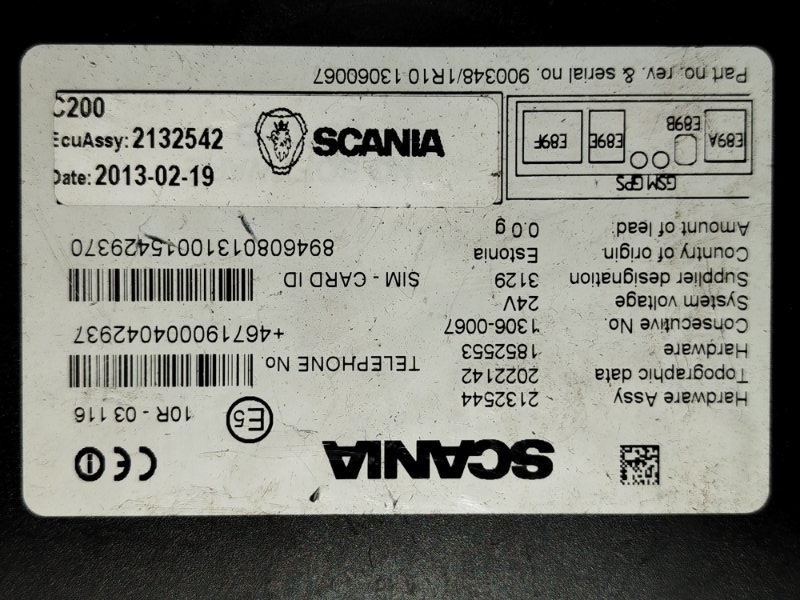 C200
EcuAssy: 2132542
Date: 2013-02-19
SCANIA
SCANIA
Hardware Assy 2132544
Topographic data 2022142
Hardware 1852553
Consecutive No. 1306-0067
System voltage 24V
Supplier designation 3129
Country of origin Estonia
Amount of lead 0.0 g
E5
10R - 03 116
CE
TELEPHONE No.
+467190004042937
SIM - CARD ID
89460801310015429370
GSM GPS
E89A
E89B
E89E
E89F
Part no. rev. & serial no. 900348/1R10 13060067